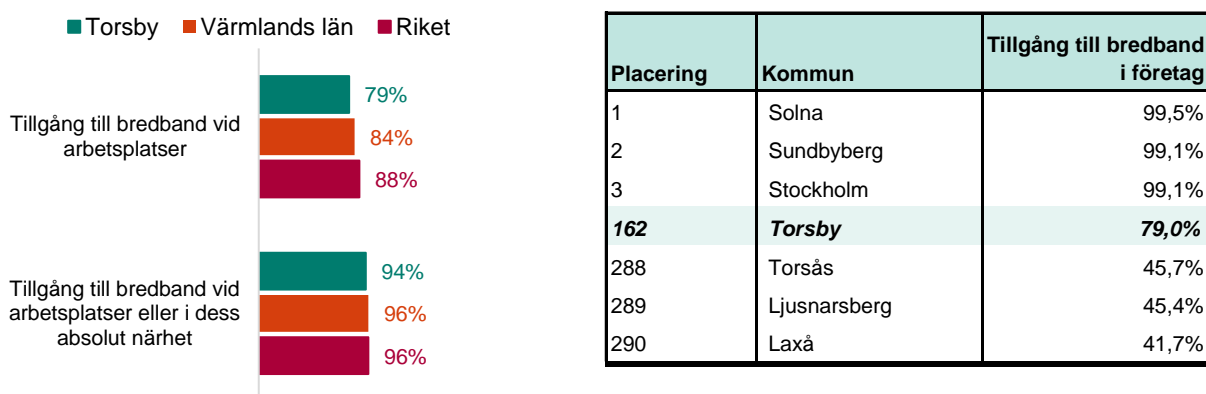 Torsby Värmlands län Riket
Tillgång till bredband vid
arbetsplatser
79%
84%
88%
Tillgång till bredband vid
arbetsplatser eller i dess
absolut närhet
94%
96%
96%
Placering Kommun Tillgång till bredband
i företag
1 Solna 99,5%
2 Sundbyberg 99,1%
3 Stockholm 99,1%
162 Torsby 79,0%
288 Torsås 45,7%
289 Ljusnarsberg 45,4%
290 Laxå 41,7%